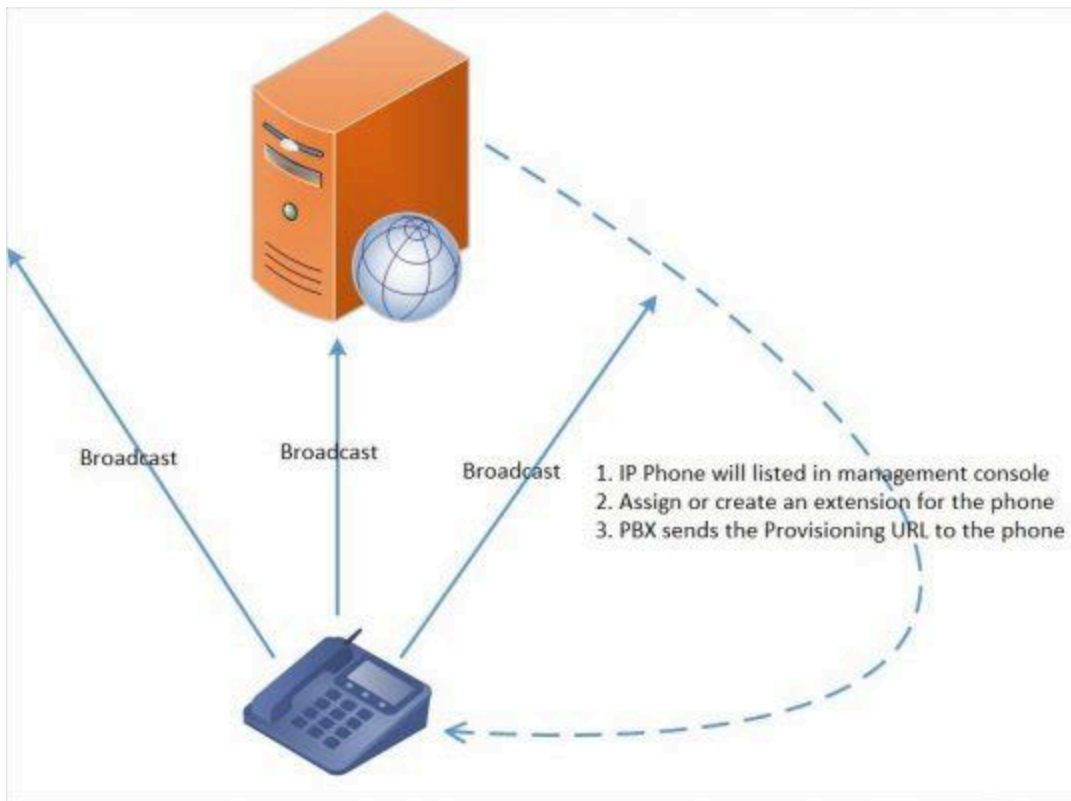 Broadcast
Broadcast
Broadcast
1. IP Phone will listed in management console
2. Assign or create an extension for the phone
3. PBX sends the Provisioning URL to the phone